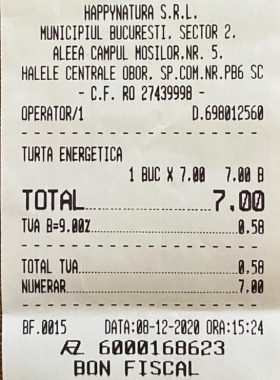 HAPPYNATURA S.R.L.
MUNICIPIUL BUCURESTI, SECTOR 2,
ALEEA CAMPUL MOSILOR,NR. 5,
HALELE CENTRALE OBOR, SP.COM.NR.PB6 SC
- C.F. RO 27439998 -
OPERATOR/1 D.698012560
TURTA ENERGETICA
1 BUC X 7.00 7.00 B
TOTAL 7.00
TVA B=9.00% 0.58
TOTAL TVA 0.58
NUMERAR 7.00
BF.0015 DATA:08-12-2020 ORA:15:24
RZ 6000168623
BON FISCAL